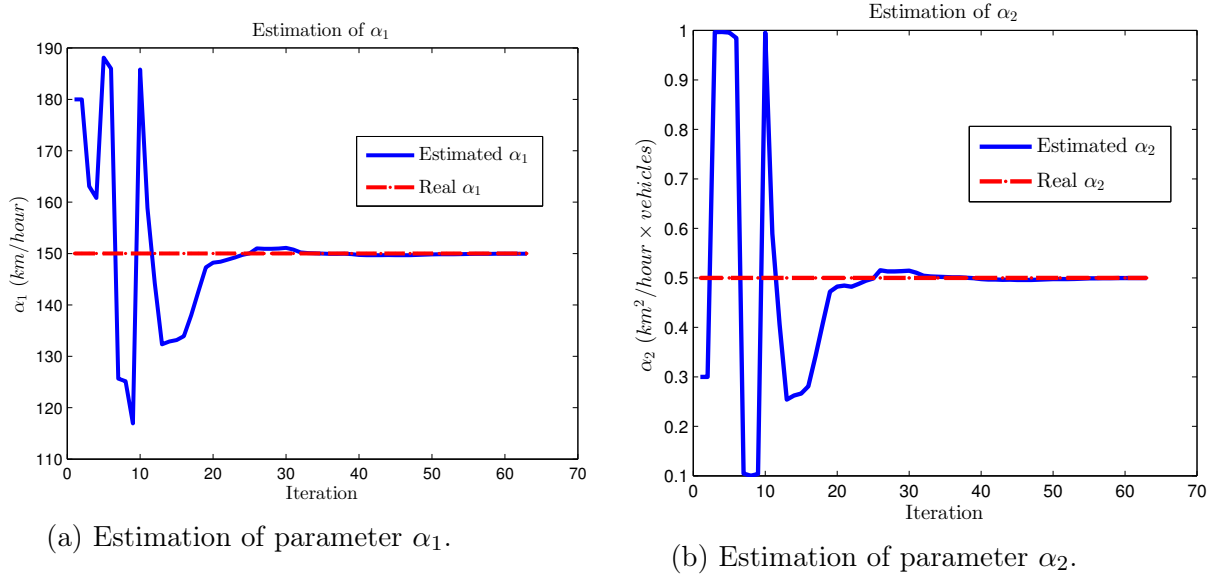 Estimation of α₁
190
180
170
160
150
140
130
120
110
α₁ (km/hour)
0 10 20 30 40 50 60 70
Iteration
Estimated α₁
Real α₁
(a) Estimation of parameter α₁.
Estimation of α₂
1
0.9
0.8
0.7
0.6
0.5
0.4
0.3
0.2
0.1
α₂ (km²/hour × vehicles)
0 10 20 30 40 50 60 70
Iteration
Estimated α₂
Real α₂
(b) Estimation of parameter α₂.